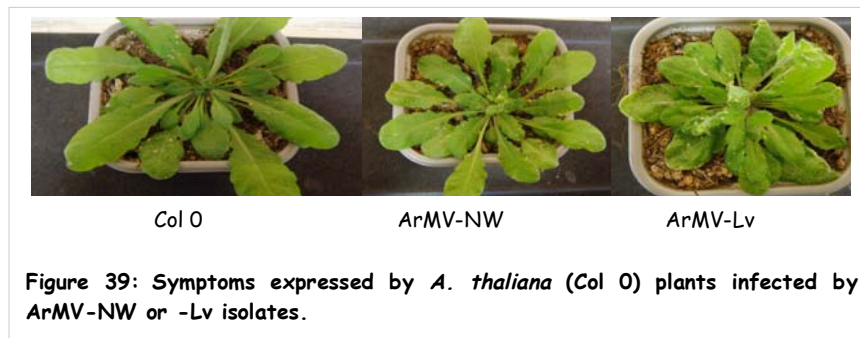 Col 0 ArMV-NW ArMV-Lv
Figure 39: Symptoms expressed by A. thaliana (Col 0) plants infected by
ArMV-NW or -Lv isolates.